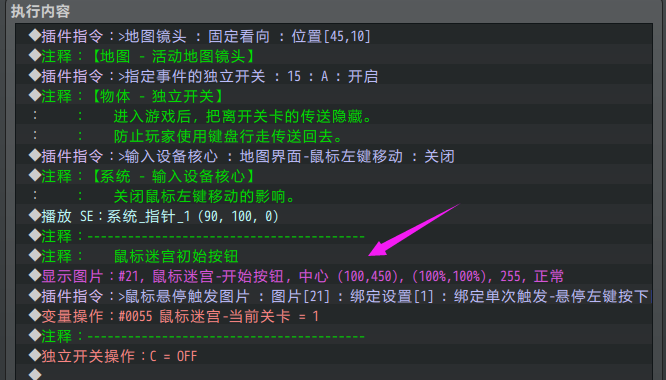 执行内容
◆插件指令：>地图镜头 : 固定看向 : 位置[45,10]
◆注释：【地图 - 活动地图镜头】
◆插件指令：>指定事件的独立开关 : 15 : A : 开启
◆注释：【物体 - 独立开关】
：　　：　进入游戏后，把离开关卡的传送隐藏。
：　　：　防止玩家使用键盘行走传送回去。
◆插件指令：>输入设备核心 : 地图界面-鼠标左键移动 : 关闭
◆注释：【系统 - 输入设备核心】
：　　：　关闭鼠标左键移动的影响。
◆播放 SE：系统_指针_1 (90, 100, 0)
◆注释：-------------------------------------
◆注释：　鼠标迷宫初始按钮
◆显示图片：#21, 鼠标迷宫-开始按钮, 中心 (100,450), (100%,100%), 255, 正常
◆插件指令：>鼠标悬停触发图片 : 图片[21] : 绑定设置[1] : 绑定单次触发-悬停左键按下
◆变量操作：#0055 鼠标迷宫-当前关卡 = 1
◆注释：-------------------------------------
◆独立开关操作：C = OFF
◆